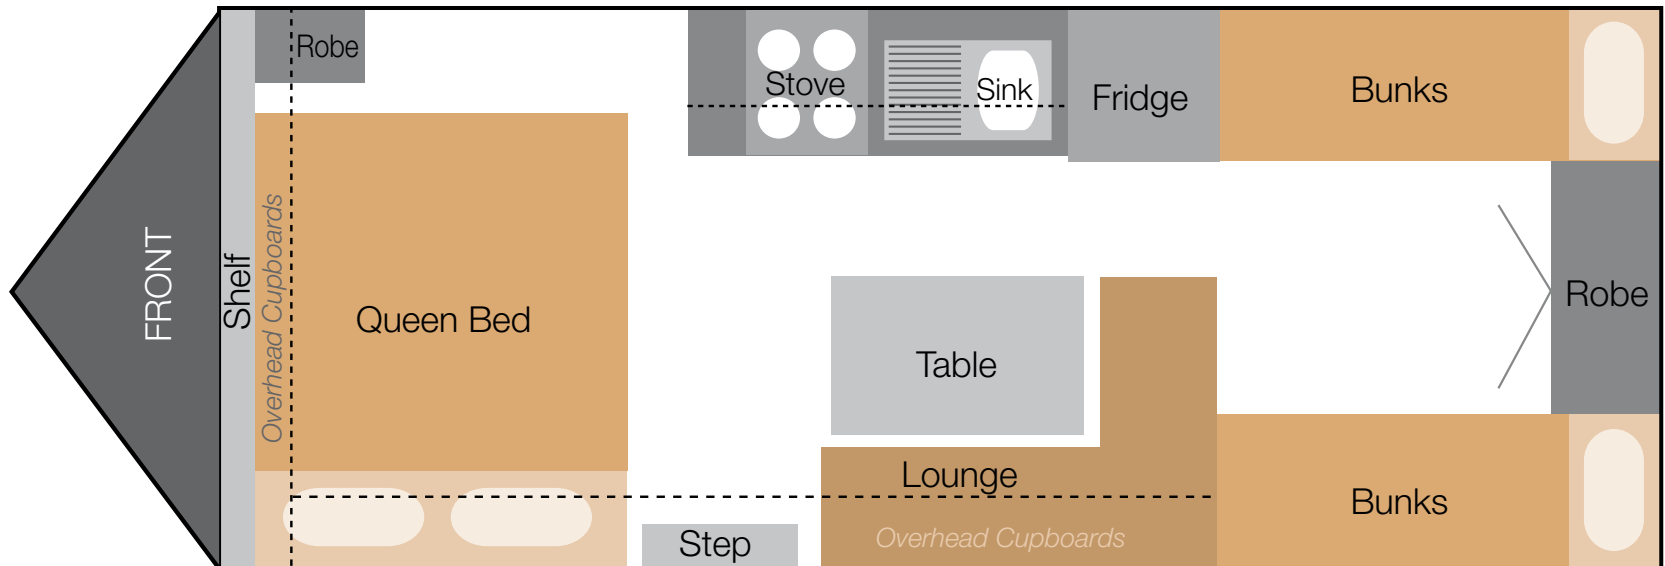 FRONT
Shelf
Overhead Cupboards
Robe
Queen Bed
Stove
Sink
Fridge
Bunks
Robe
Table
Lounge
Overhead Cupboards
Step
Bunks